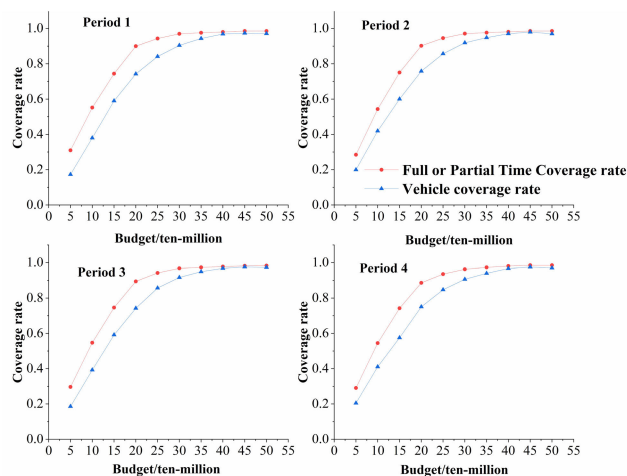 Period 1
Coverage rate
1.0
0.8
0.6
0.4
0.2
0.0
5 10 15 20 25 30 35 40 45 50 55
Budget/ten-million
Period 2
Coverage rate
1.0
0.8
0.6
0.4
0.2
0.0
Full or Partial Time Coverage rate
Vehicle coverage rate
5 10 15 20 25 30 35 40 45 50 55
Budget/ten-million
Period 3
Coverage rate
1.0
0.8
0.6
0.4
0.2
0.0
5 10 15 20 25 30 35 40 45 50 55
Budget/ten-million
Period 4
Coverage rate
1.0
0.8
0.6
0.4
0.2
0.0
5 10 15 20 25 30 35 40 45 50 55
Budget/ten-million